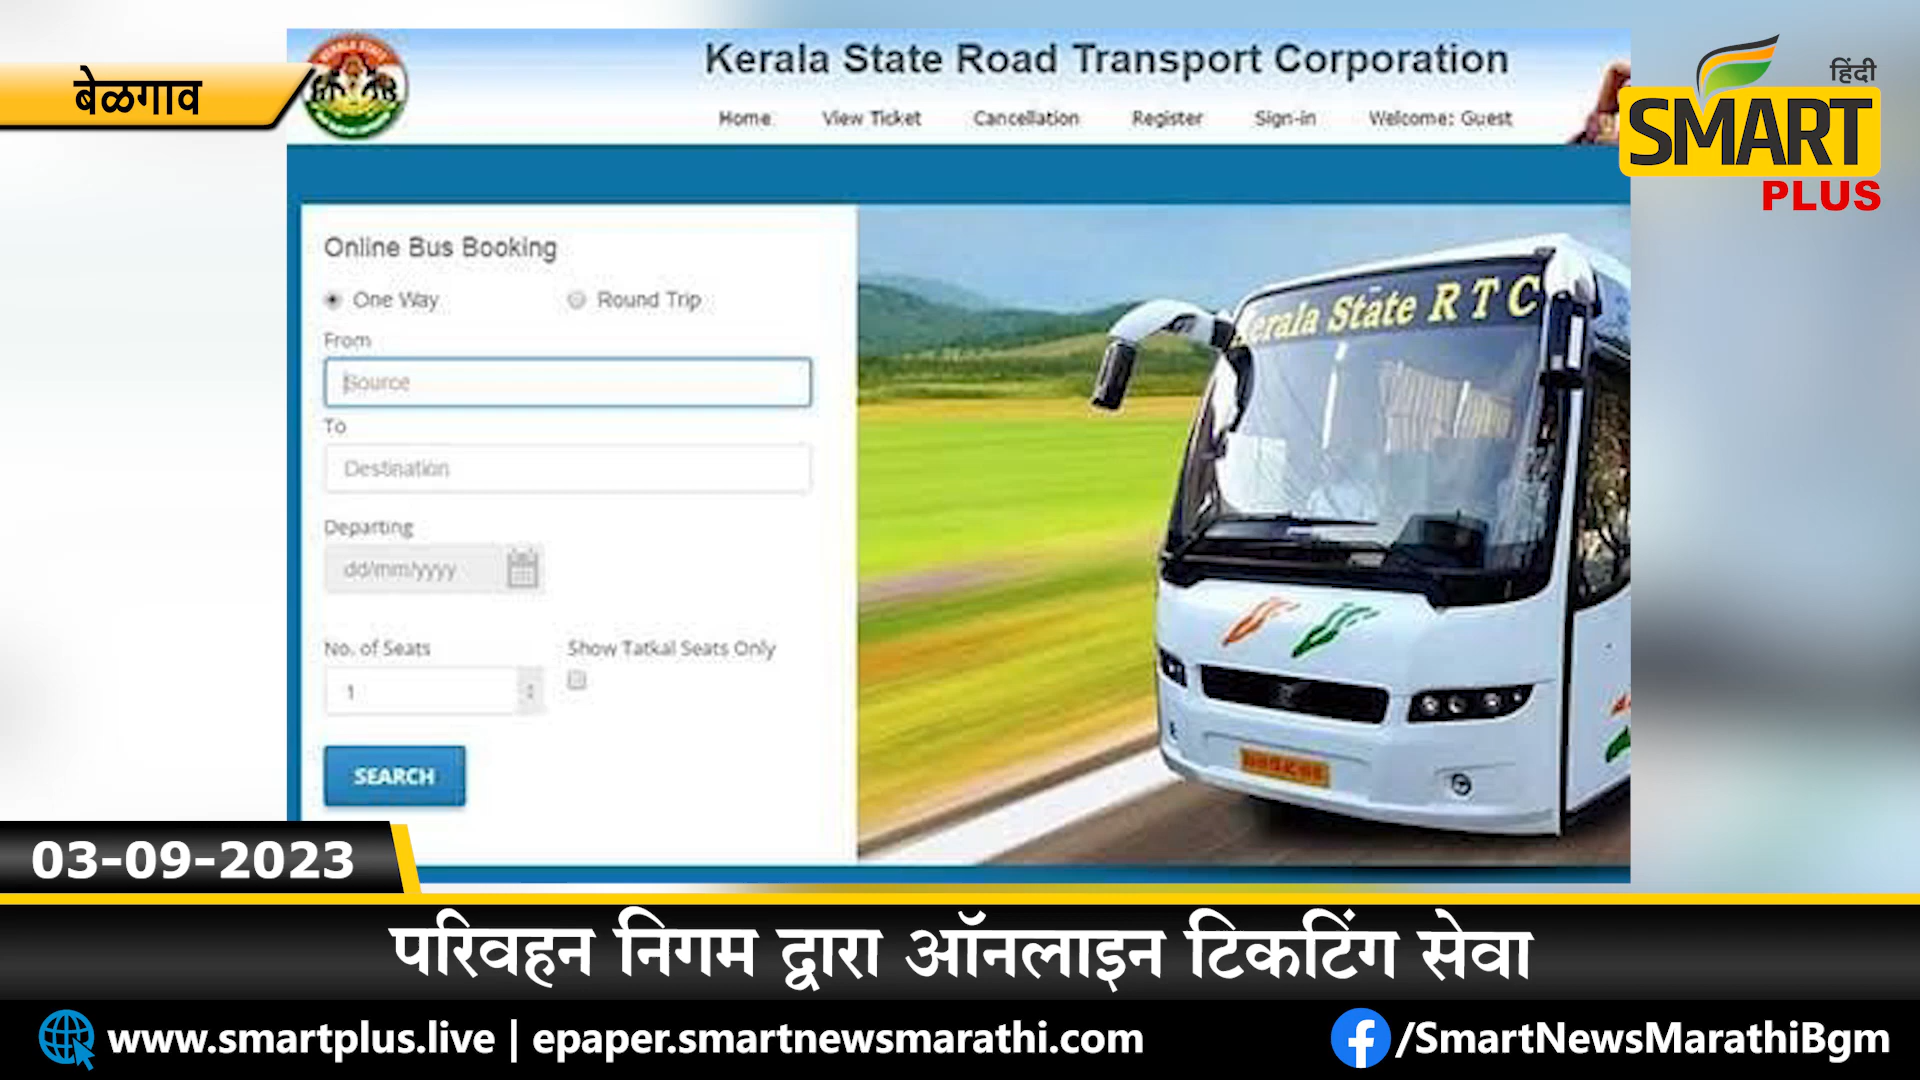 बेळगाव
Kerala State Road Transport Corporation
Home View Ticket Cancellation Register Sign-in Welcome: Guest
हिंदी
SMART
PLUS
Online Bus Booking
One Way Round Trip
From
Source
To
Destination
Departing
dd/mm/yyyy
No. of Seats Show Tatkal Seats Only
1
SEARCH
Kerala State R T C
03-09-2023
परिवहन निगम द्वारा ऑनलाइन टिकटिंग सेवा
www.smartplus.live | epaper.smartnewsmarathi.com
/SmartNewsMarathiBgm